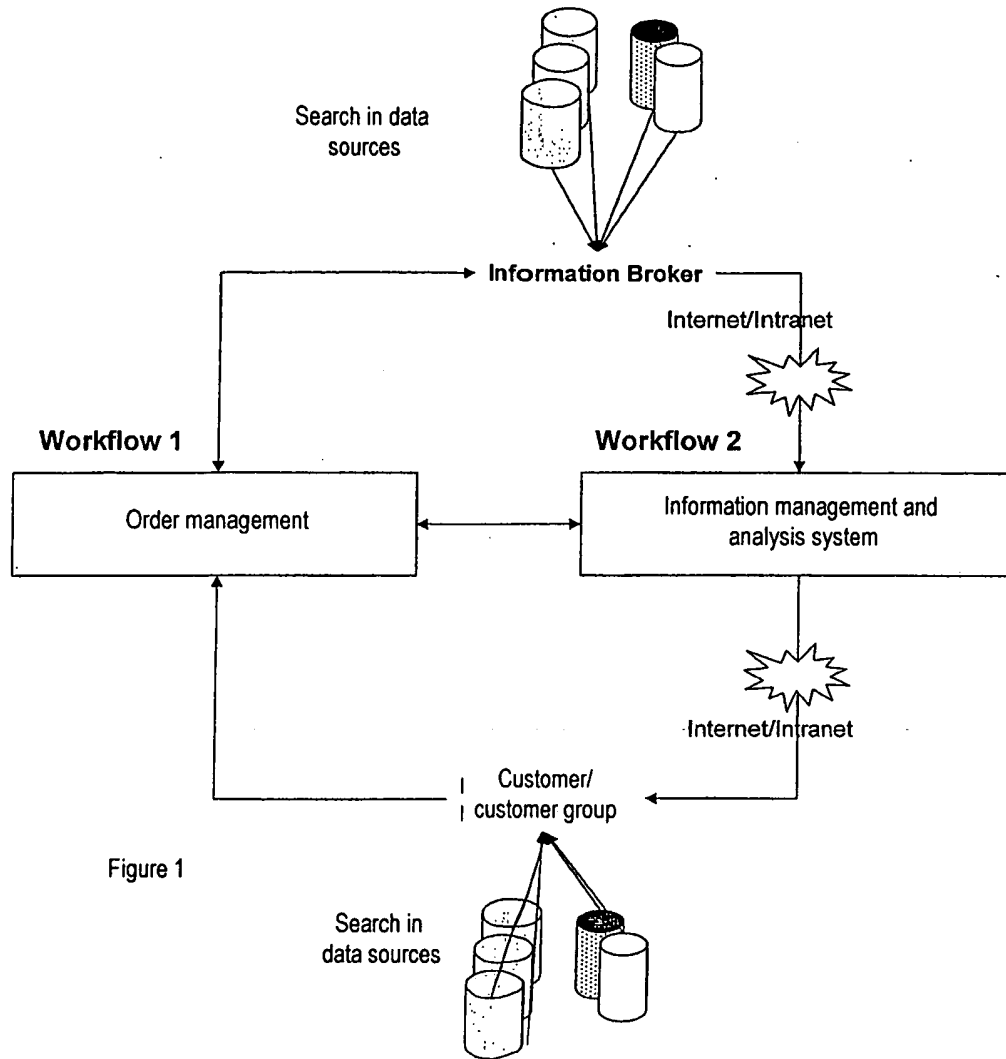 Search in data
sources
Information Broker
Internet/Intranet
Workflow 1
Workflow 2
Order management
Information management and
analysis system
Internet/Intranet
Customer/
customer group
Figure 1
Search in
data sources